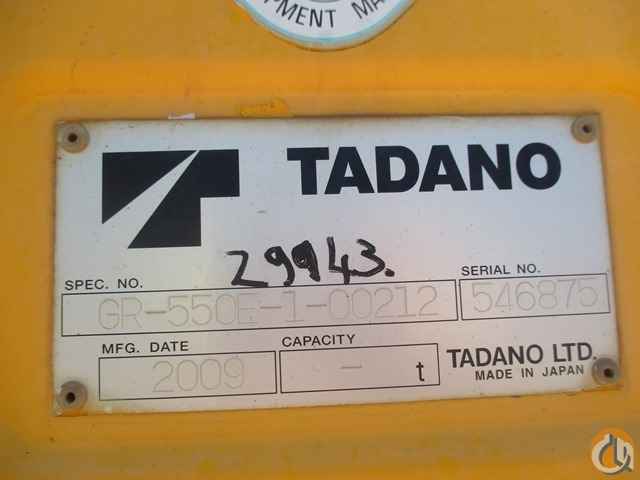 PMENT MA
TADANO
29943.
SPEC. NO.
GR-550E-1-00212
SERIAL NO.
546875
MFG. DATE
2009
CAPACITY
- t
TADANO LTD.
MADE IN JAPAN